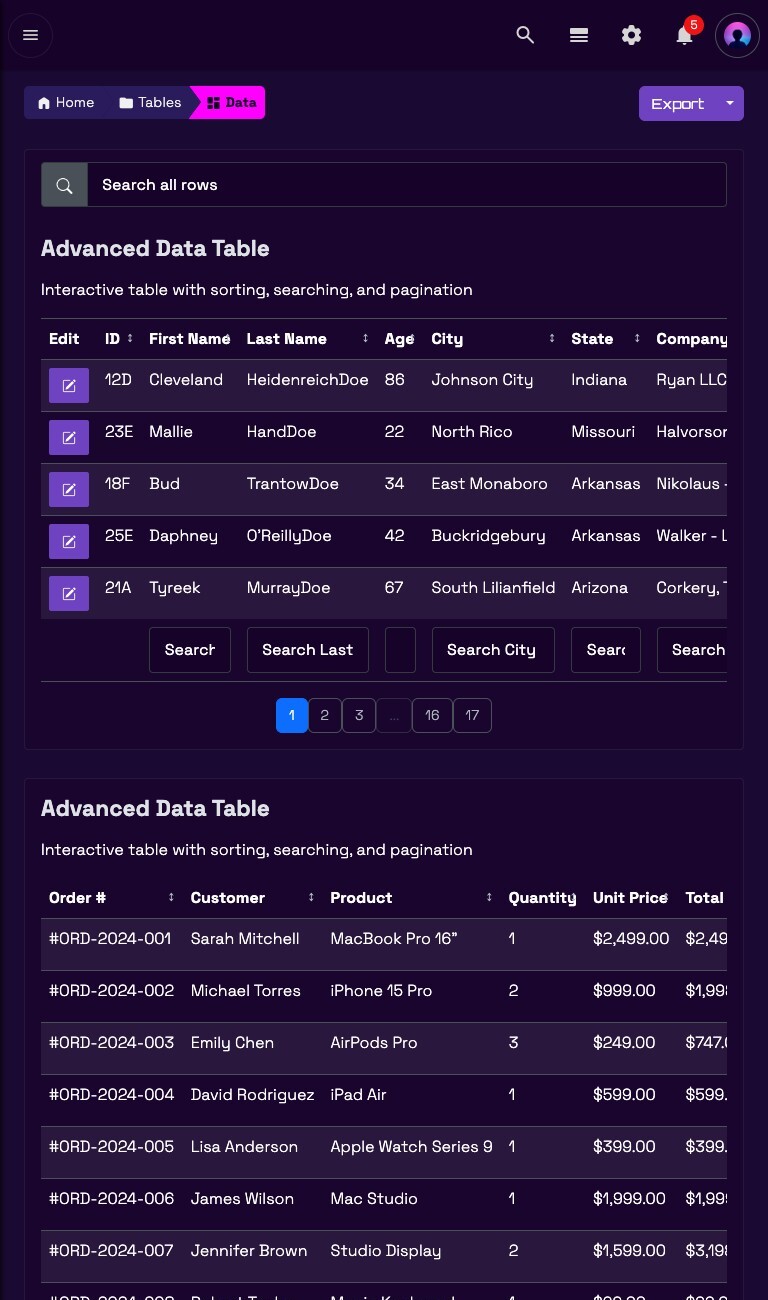 5
Home Tables Data Export
Search all rows
Advanced Data Table
Interactive table with sorting, searching, and pagination
Edit ID First Name Last Name Age City State Company
12D Cleveland HeidenreichDoe 86 Johnson City Indiana Ryan LLC
23E Mallie HandDoe 22 North Rico Missouri Halvorson
18F Bud TrantowDoe 34 East Monaboro Arkansas Nikolaus -
25E Daphney O'ReillyDoe 42 Buckridgebury Arkansas Walker - L
21A Tyreek MurrayDoe 67 South Lilianfield Arizona Corkery,
Search Search Last Search City Sear Search
1 2 3 ... 16 17
Advanced Data Table
Interactive table with sorting, searching, and pagination
Order # Customer Product Quantity Unit Price Total
#ORD-2024-001 Sarah Mitchell MacBook Pro 16" 1 $2,499.00 $2,49
#ORD-2024-002 Michael Torres iPhone 15 Pro 2 $999.00 $1,99
#ORD-2024-003 Emily Chen AirPods Pro 3 $249.00 $747.
#ORD-2024-004 David Rodriguez iPad Air 1 $599.00 $599.
#ORD-2024-005 Lisa Anderson Apple Watch Series 9 1 $399.00 $399.
#ORD-2024-006 James Wilson Mac Studio 1 $1,999.00 $1,99
#ORD-2024-007 Jennifer Brown Studio Display 2 $1,599.00 $3,19